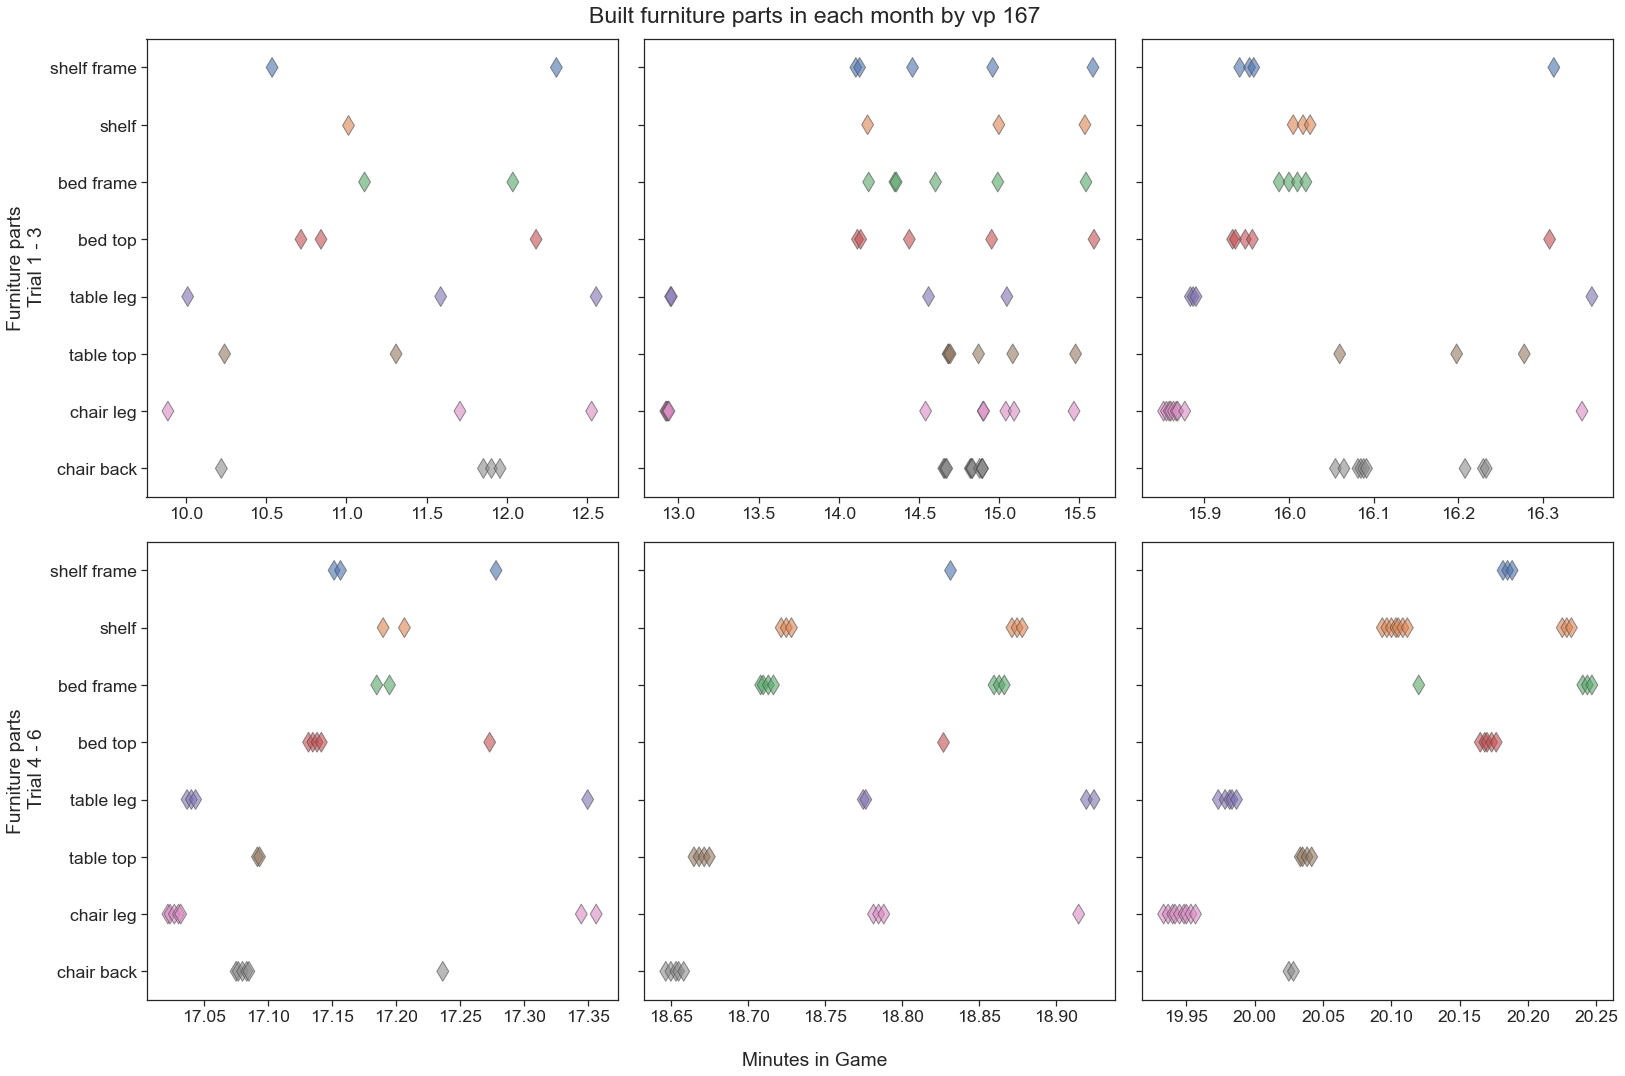 Built furniture parts in each month by vp 167
Furniture parts
Trial 1 - 3
shelf frame
shelf
bed frame
bed top
table leg
table top
chair leg
chair back
10.0 10.5 11.0 11.5 12.0 12.5
13.0 13.5 14.0 14.5 15.0 15.5
15.9 16.0 16.1 16.2 16.3
Furniture parts
Trial 4 - 6
shelf frame
shelf
bed frame
bed top
table leg
table top
chair leg
chair back
17.05 17.10 17.15 17.20 17.25 17.30 17.35
18.65 18.70 18.75 18.80 18.85 18.90
19.95 20.00 20.05 20.10 20.15 20.20 20.25
Minutes in Game